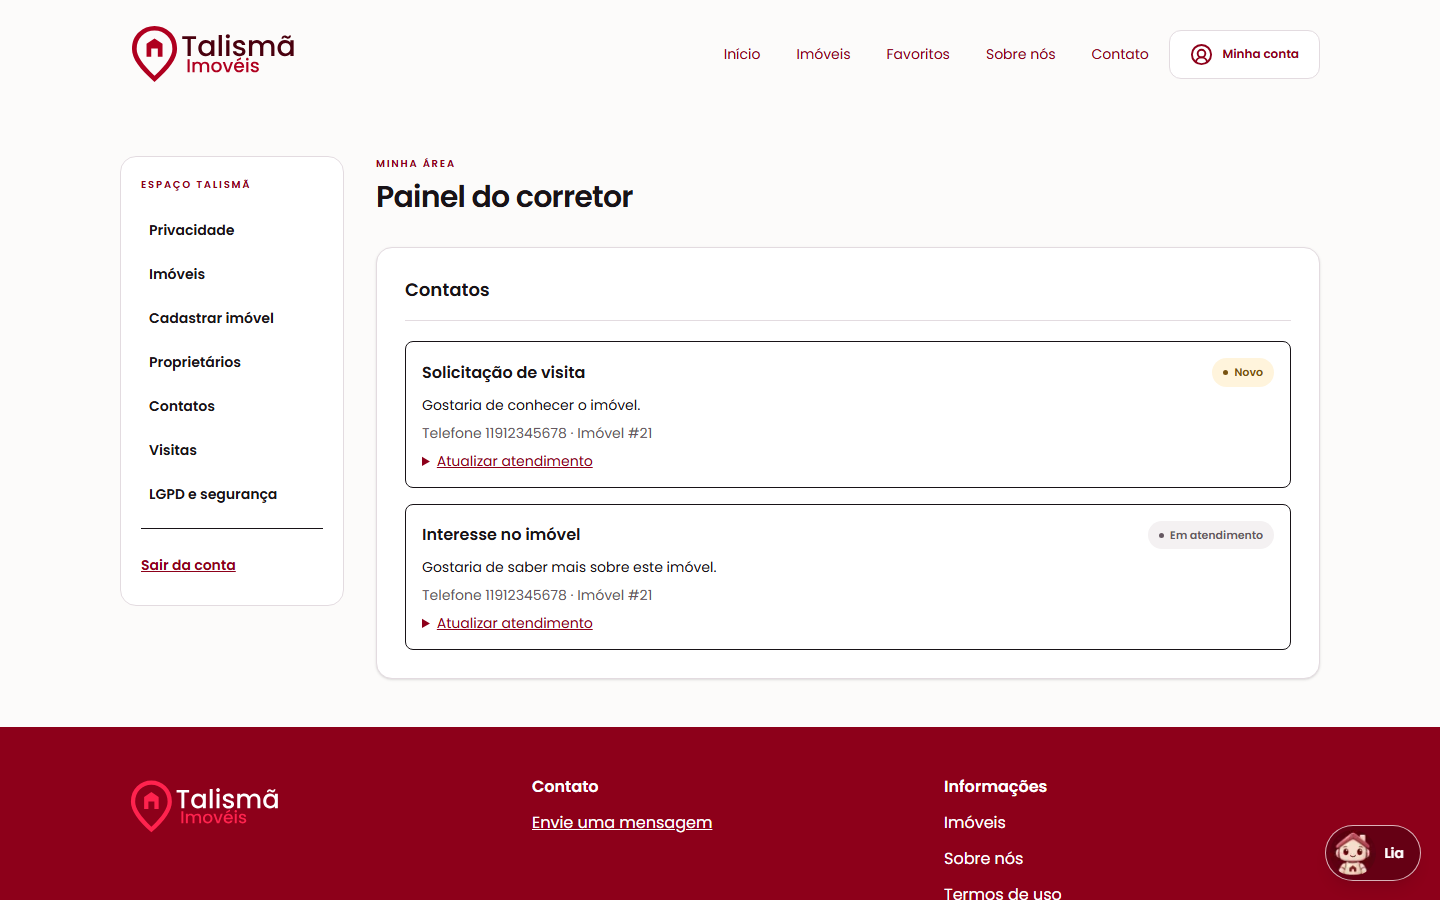 Talismã
Imovéis
Início
Imóveis
Favoritos
Sobre nós
Contato
Minha conta
ESPAÇO TALISMÃ
Privacidade
Imóveis
Cadastrar imóvel
Proprietários
Contatos
Visitas
LGPD e segurança
Sair da conta
MINHA ÁREA
Painel do corretor
Contatos
Solicitação de visita
Novo
Gostaria de conhecer o imóvel.
Telefone 11912345678 · Imóvel #21
Atualizar atendimento
Interesse no imóvel
Em atendimento
Gostaria de saber mais sobre este imóvel.
Telefone 11912345678 · Imóvel #21
Atualizar atendimento
Talismã
Imovéis
Contato
Envie uma mensagem
Informações
Imóveis
Sobre nós
Termos de uso
Lia